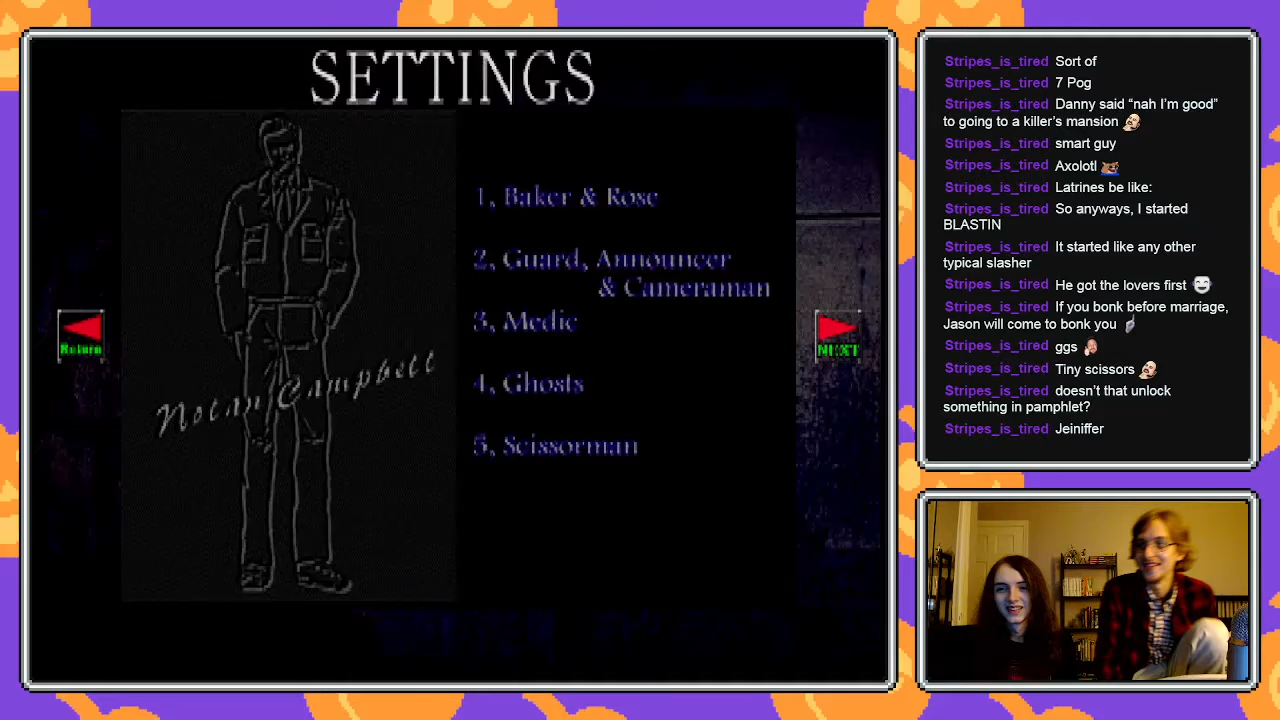 SETTINGS
1, Baker & Rose
2, Guard, Announcer
& Cameraman
3, Medic
4, Ghosts
5, Scissorman
Nolan Campbell
Return
NEXT
Stripes_is_tired Sort of
Stripes_is_tired 7 Pog
Stripes_is_tired Danny said “nah I’m good”
to going to a killer’s mansion
Stripes_is_tired smart guy
Stripes_is_tired Axolotl
Stripes_is_tired Latrines be like:
Stripes_is_tired So anyways, I started
BLASTIN
Stripes_is_tired It started like any other
typical slasher
Stripes_is_tired He got the lovers first
Stripes_is_tired If you bonk before marriage,
Jason will come to bonk you
Stripes_is_tired ggs
Stripes_is_tired Tiny scissors
Stripes_is_tired doesn’t that unlock
something in pamphlet?
Stripes_is_tired Jeiniffer